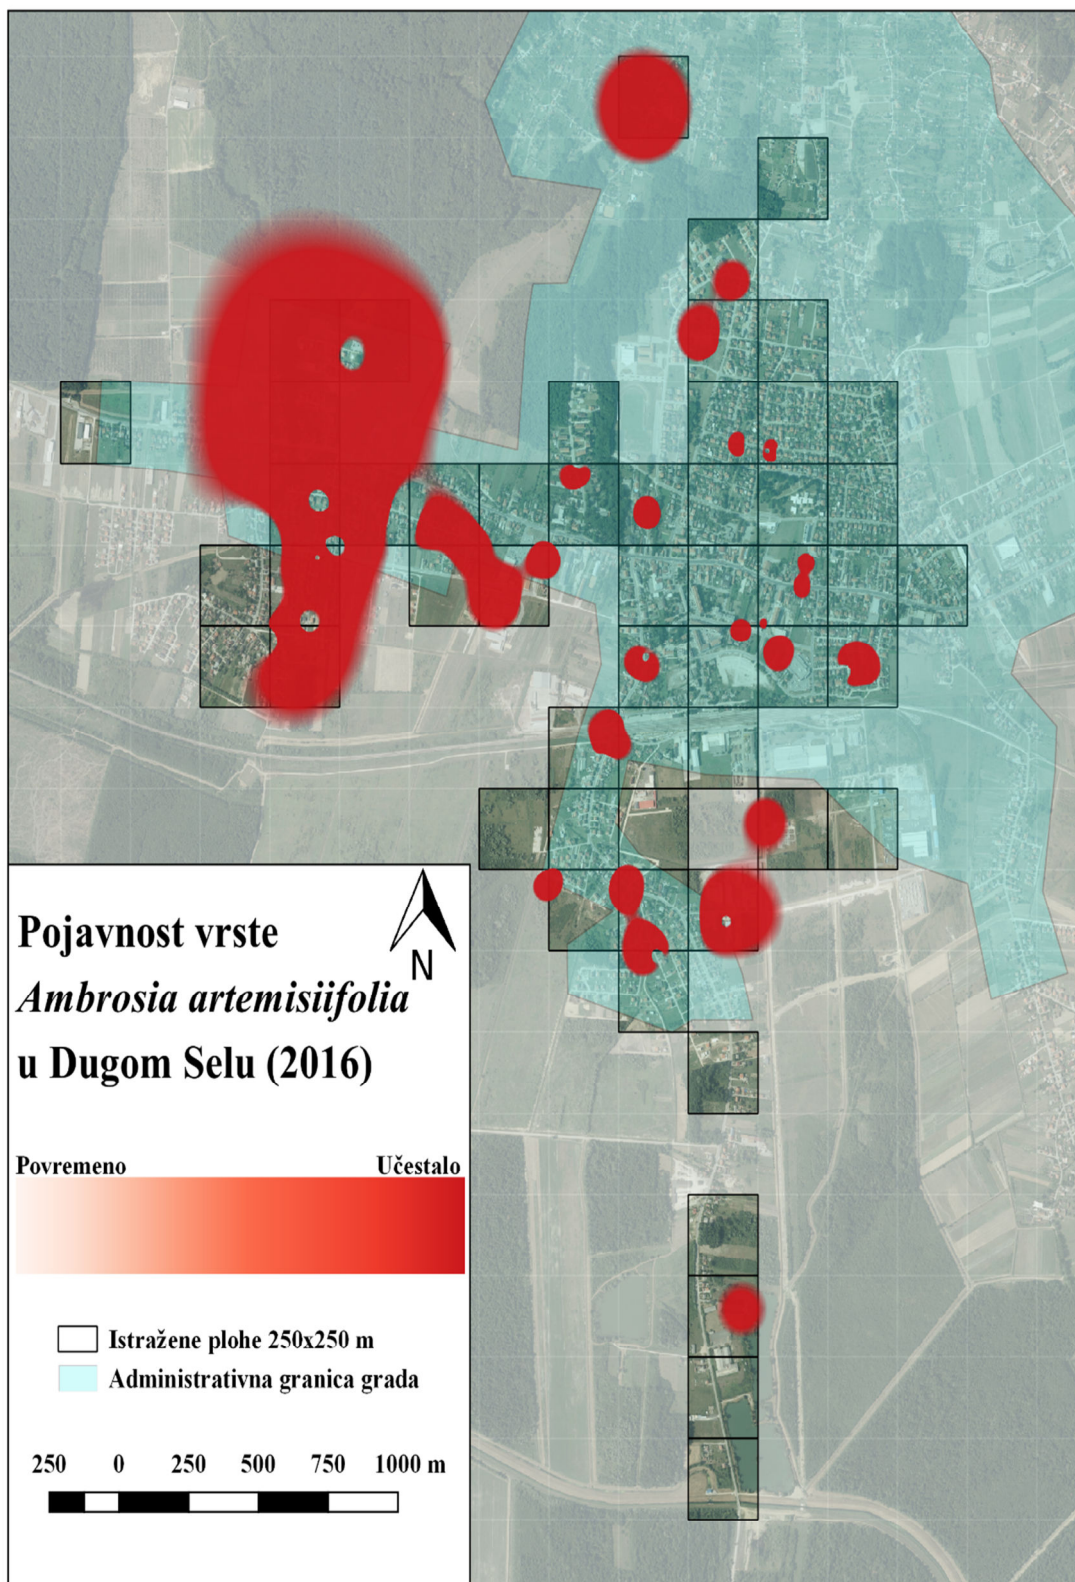 Pojavnost vrste
Ambrosia artemisiifolia
u Dugom Selu (2016)
N
Povremeno Učestalo
Istražene plohe 250x250 m
Administrativna granica grada
250 0 250 500 750 1000 m